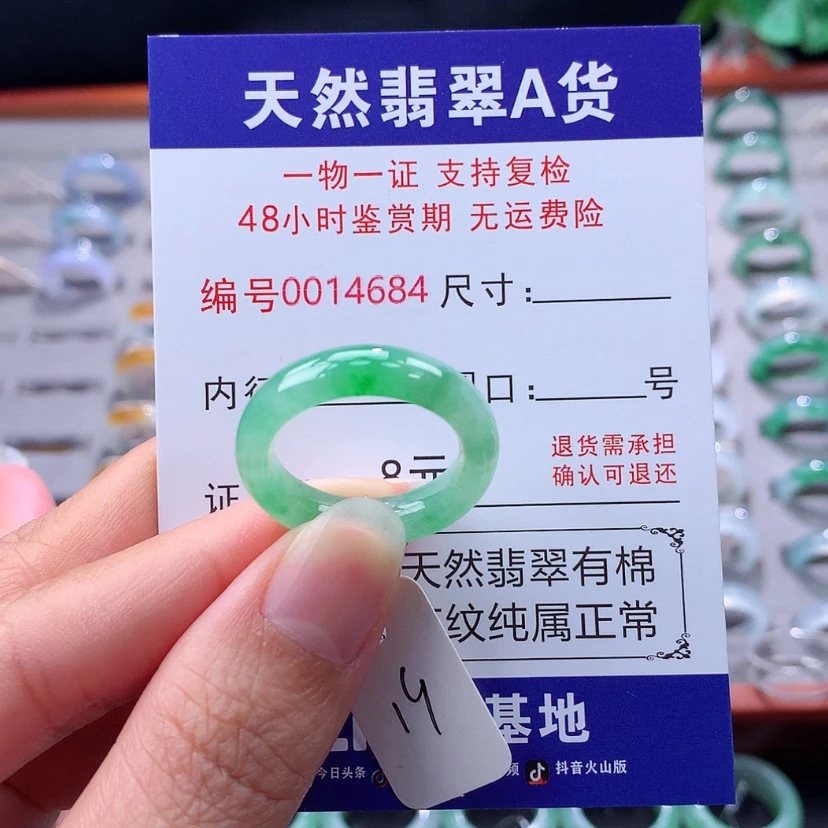 天然翡翠A货
一物一证 支持复检
48小时鉴赏期 无运费险
编号0014684 尺寸:
内 口: 号
退货需承担
确认可退还
证 8元
天然翡翠有棉
纹纯属正常
14
基地
今日头条 频 抖音火山版